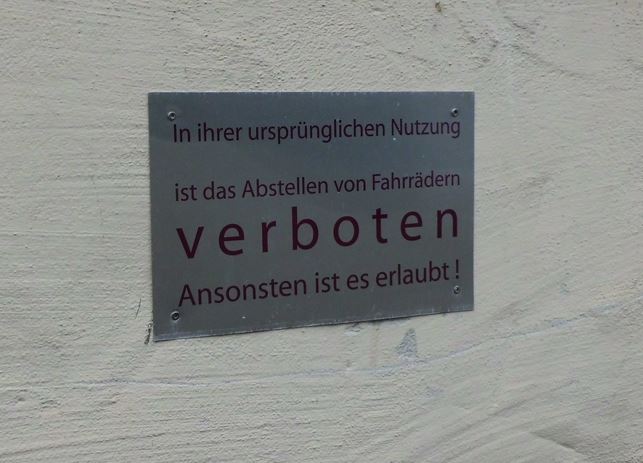 In ihrer ursprünglichen Nutzung
ist das Abstellen von Fahrrädern
verboten
Ansonsten ist es erlaubt!